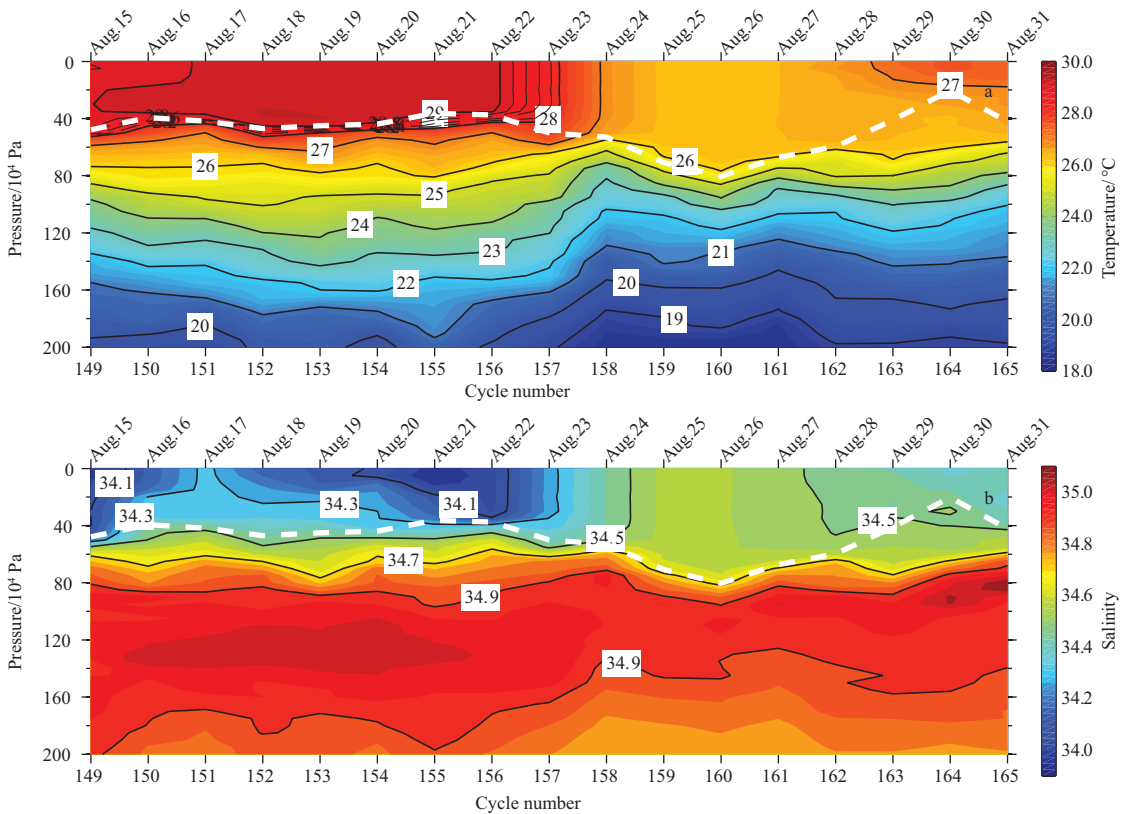 Aug.15 Aug.16 Aug.17 Aug.18 Aug.19 Aug.20 Aug.21 Aug.22 Aug.23 Aug.24 Aug.25 Aug.26 Aug.27 Aug.28 Aug.29 Aug.30 Aug.31
0 30.0
27 a
29 28 28.0
40
27
26 26 26.0
80
25
Pressure/10⁴ Pa
24 24.0
120
23 21
22 20 22.0
160
20 19 20.0
200 18.0
Temperature/°C
149 150 151 152 153 154 155 156 157 158 159 160 161 162 163 164 165
Cycle number
Aug.15 Aug.16 Aug.17 Aug.18 Aug.19 Aug.20 Aug.21 Aug.22 Aug.23 Aug.24 Aug.25 Aug.26 Aug.27 Aug.28 Aug.29 Aug.30 Aug.31
0
34.1 35.0
34.3 34.3 34.1 34.5 b
40 34.5 34.8
34.7
80
34.9 34.6
Pressure/10⁴ Pa
120 34.4
34.9
160 34.2
200 34.0
Salinity
149 150 151 152 153 154 155 156 157 158 159 160 161 162 163 164 165
Cycle number